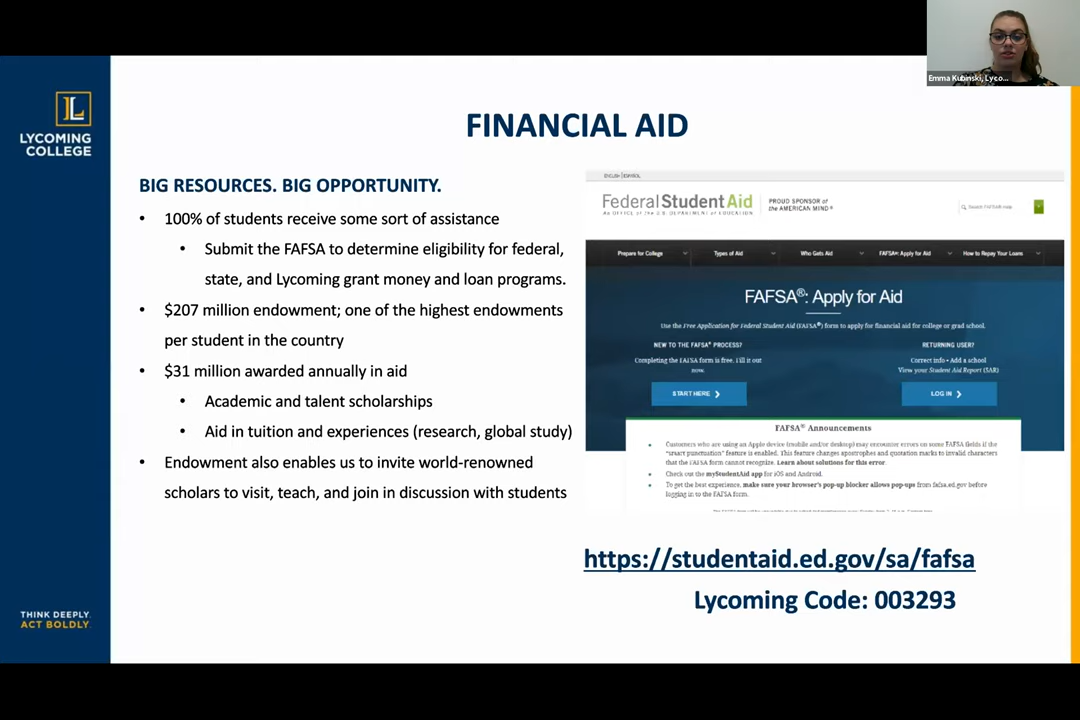 Emma Kubinski, Lyco...
LYCOMING
COLLEGE
FINANCIAL AID
BIG RESOURCES. BIG OPPORTUNITY.
• 100% of students receive some sort of assistance
• Submit the FAFSA to determine eligibility for federal,
state, and Lycoming grant money and loan programs.
• $207 million endowment; one of the highest endowments
per student in the country
• $31 million awarded annually in aid
• Academic and talent scholarships
• Aid in tuition and experiences (research, global study)
• Endowment also enables us to invite world-renowned
scholars to visit, teach, and join in discussion with students
ENGLISH | ESPAÑOL
Federal Student Aid
An OFFICE of the U.S. DEPARTMENT of EDUCATION
PROUD SPONSOR of
the AMERICAN MIND®
Search FAFSA Help
Prepare for College
Types of Aid
Who Gets Aid
FAFSA®: Apply for Aid
How to Repay Your Loans
FAFSA®: Apply for Aid
Use the Free Application for Federal Student Aid (FAFSA®) form to apply for financial aid for college or grad school.
NEW TO THE FAFSA® PROCESS?
Completing the FAFSA form is free. Fill it out
now.
START HERE
RETURNING USER?
Correct info • Add a school
View your Student Aid Report (SAR)
LOG IN
FAFSA® Announcements
• Customers who are using an Apple device (mobile and/or desktop) may encounter errors on some FAFSA fields if the
"smart punctuation" feature is enabled. This feature changes apostrophes and quotation marks to invalid characters
that the FAFSA form cannot recognize. Learn about solutions for this error.
• Check out the myStudentAid app for iOS and Android.
• To get the best experience, make sure your browser's pop-up blocker allows pop-ups from fafsa.ed.gov before
logging in to the FAFSA form.
https://studentaid.ed.gov/sa/fafsa
Lycoming Code: 003293
THINK DEEPLY.
ACT BOLDLY.